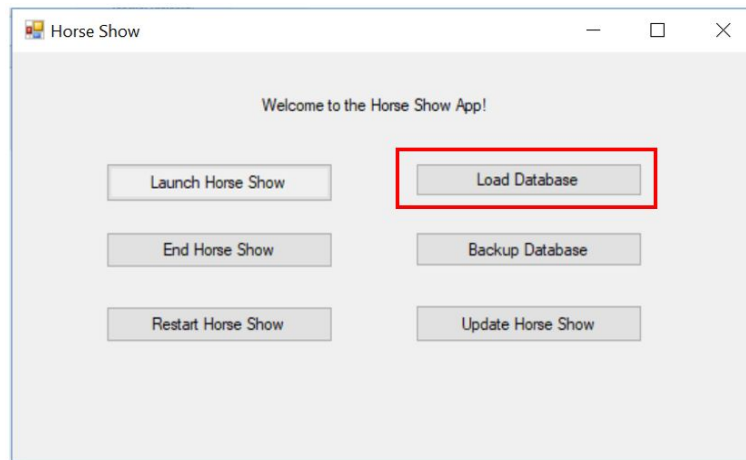 Horse Show
Welcome to the Horse Show App!
Launch Horse Show
Load Database
End Horse Show
Backup Database
Restart Horse Show
Update Horse Show